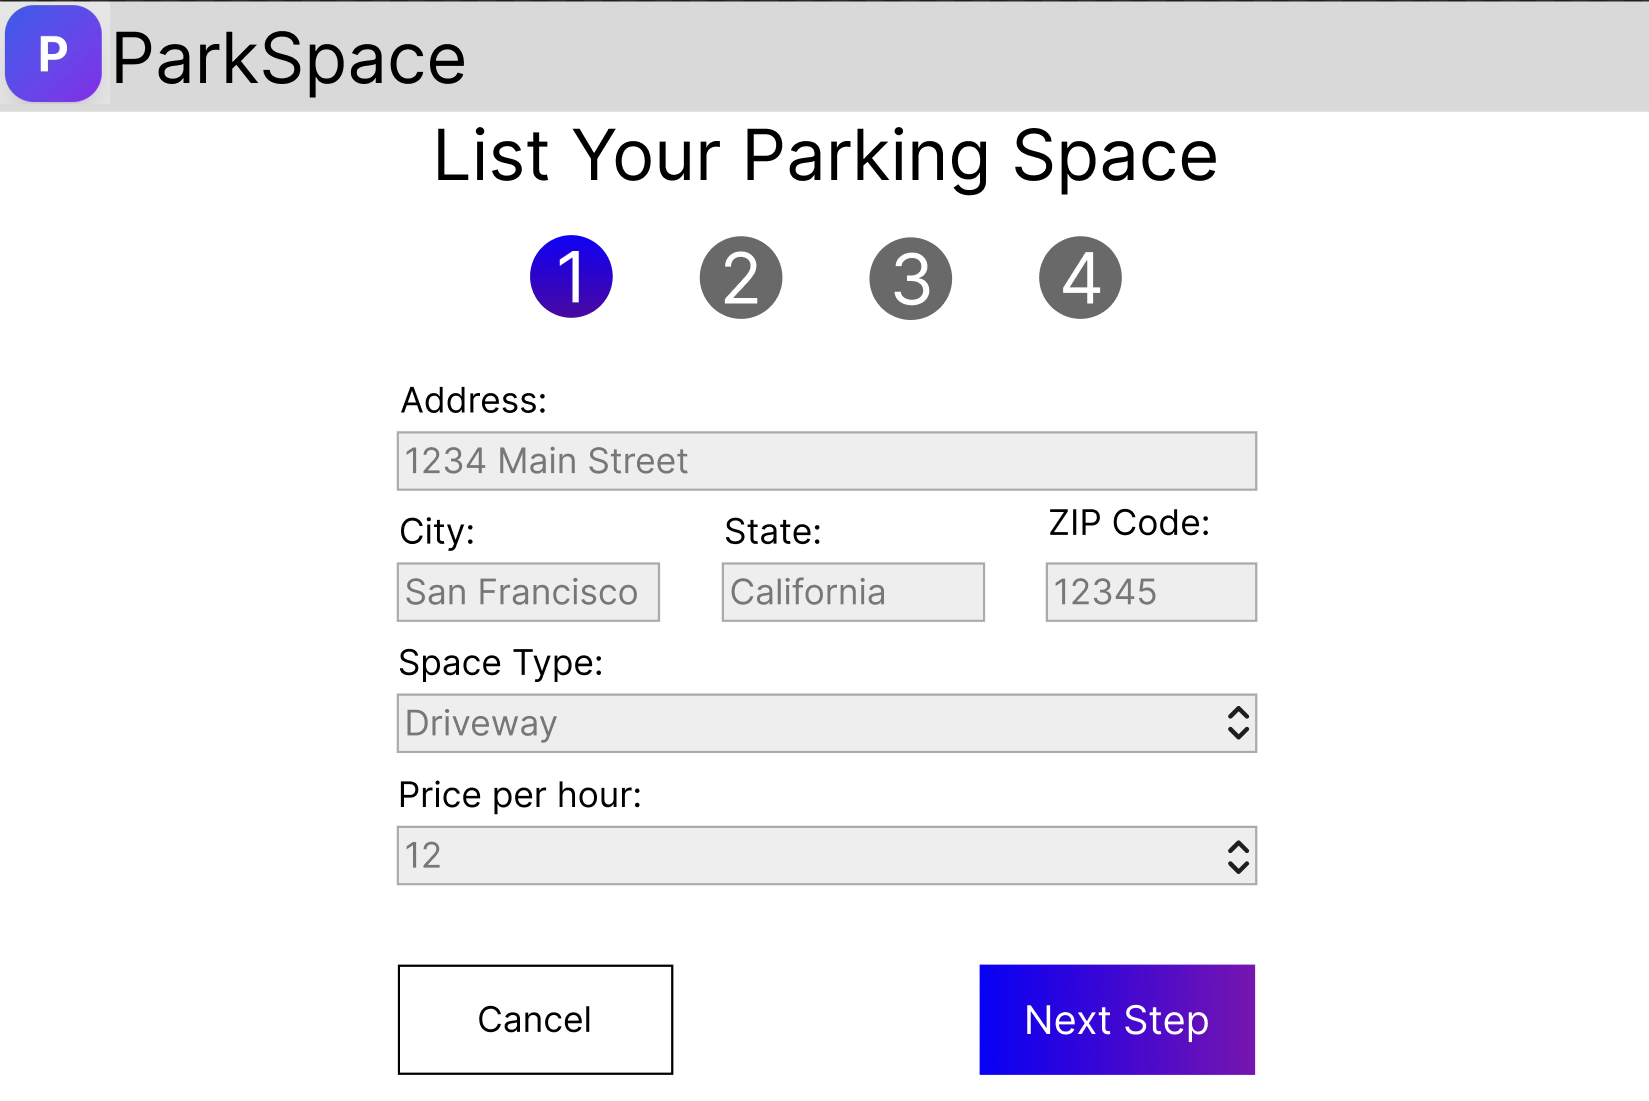 P ParkSpace
List Your Parking Space
1 2 3 4
Address:
1234 Main Street
City: State: ZIP Code:
San Francisco California 12345
Space Type:
Driveway
Price per hour:
12
Cancel Next Step